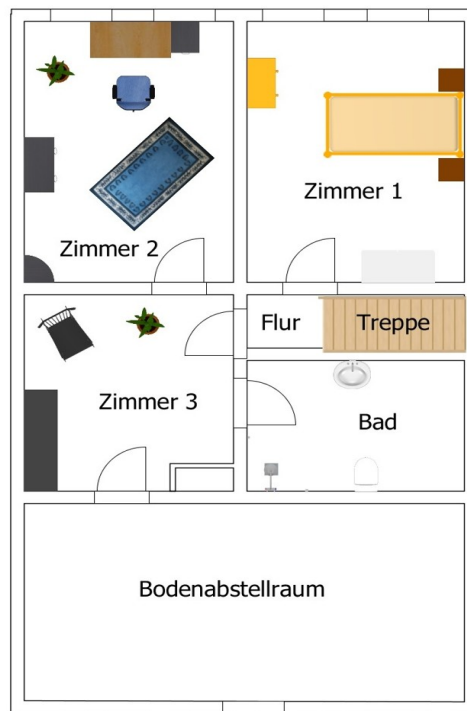 Zimmer 1
Zimmer 2
Flur
Treppe
Zimmer 3
Bad
Bodenabstellraum